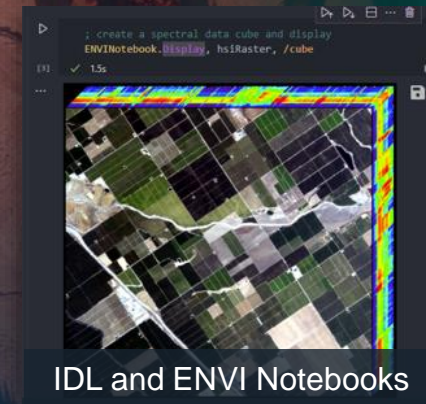 ; create a spectral data cube and display
ENVINotebook.Display, hsiRaster, /cube
[3] ✓ 1.5s
...
IDL and ENVI Notebooks